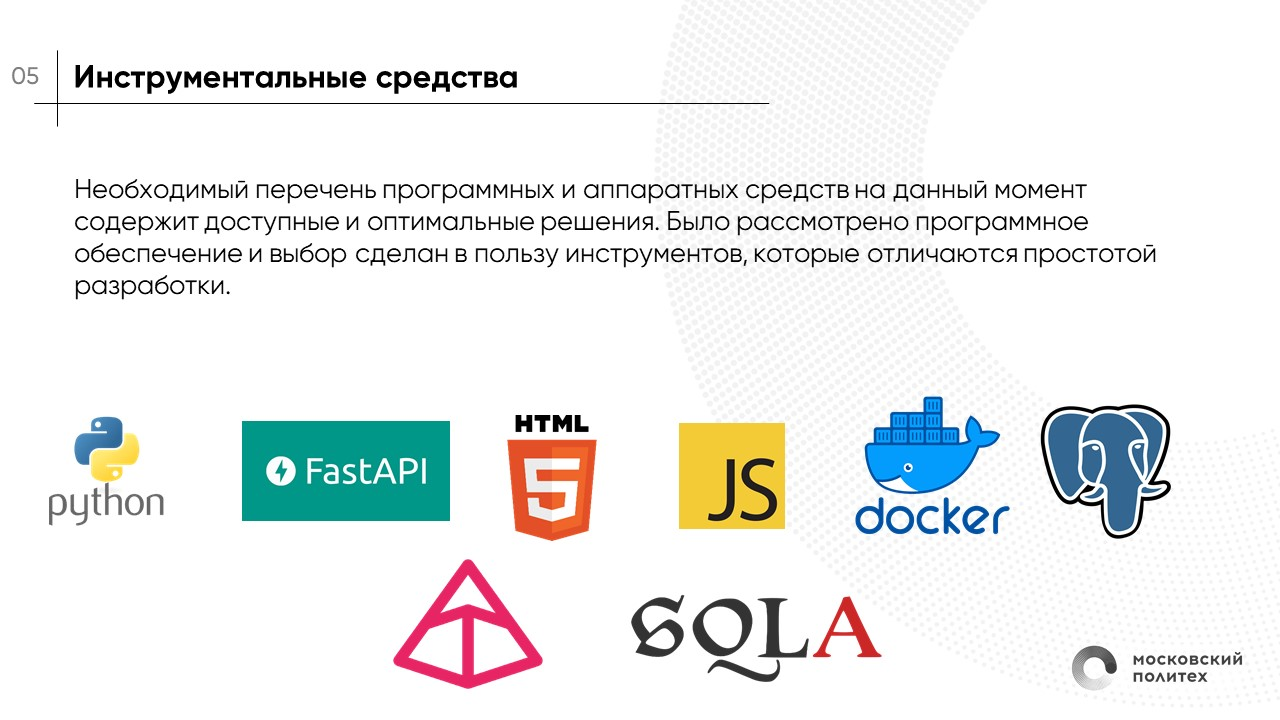 05
Инструментальные средства
Необходимый перечень программных и аппаратных средств на данный момент
содержит доступные и оптимальные решения. Было рассмотрено программное
обеспечение и выбор сделан в пользу инструментов, которые отличаются простотой
разработки.
python
FastAPI
HTML
5
JS
docker
SQLA
московский
политех